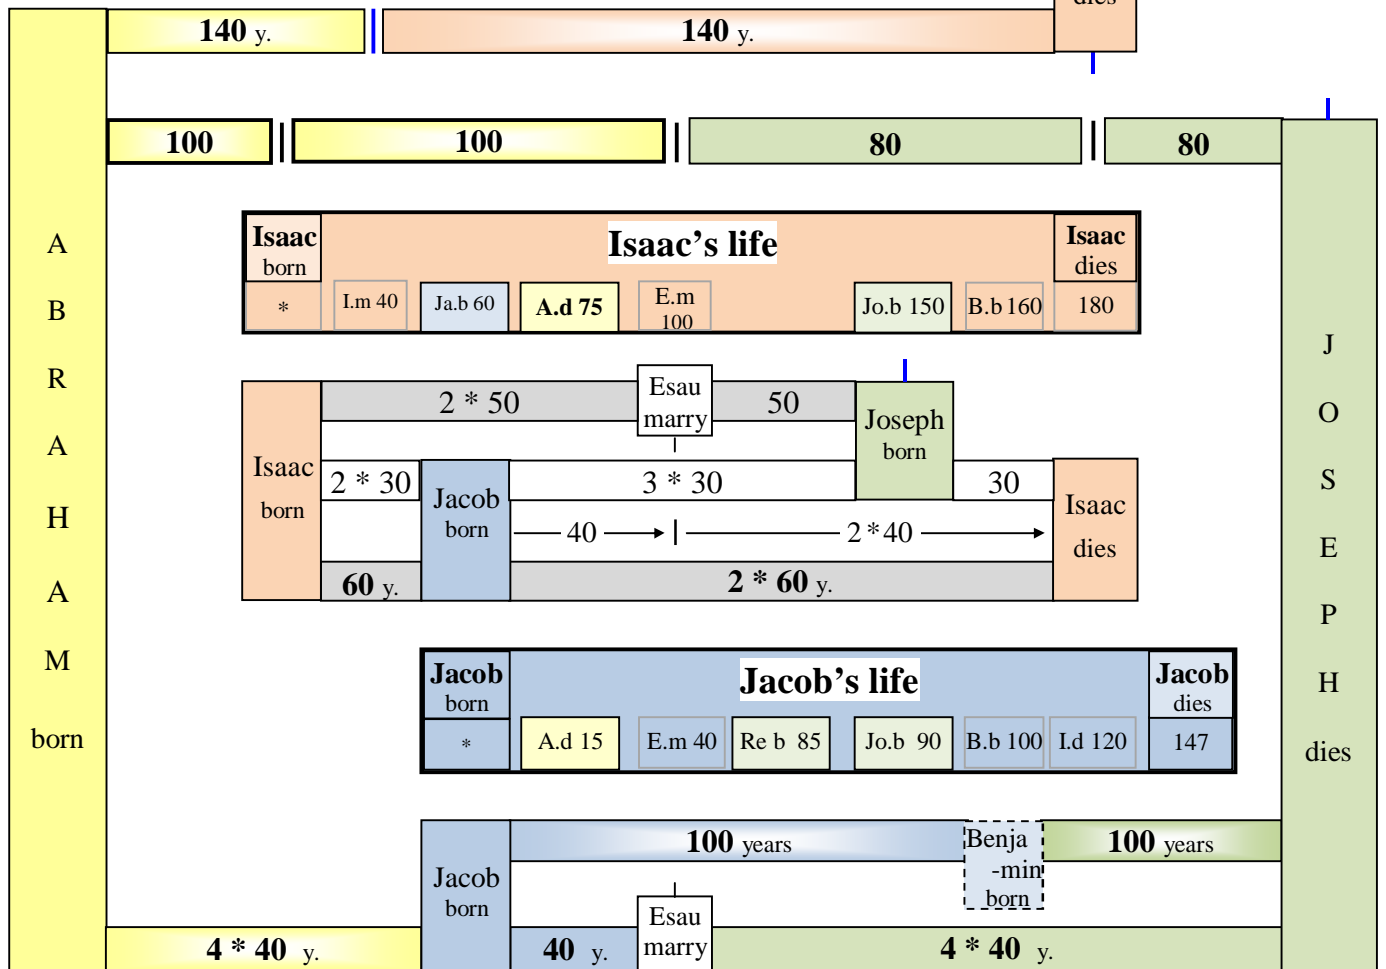 dies
140 y.
140 y.
100
100
80
80
A
B
R
A
H
A
M
born
Isaac
born
Isaac's life
Isaac
dies
*
I.m 40
Ja.b 60
A.d 75
E.m
100
Jo.b 150
B.b 160
180
J
O
S
E
P
H
dies
2 * 50
Esau
marry
50
Joseph
born
Isaac
born
2 * 30
Jacob
born
3 * 30
30
Isaac
dies
40
2*40
60 y.
2 * 60 y.
Jacob
born
Jacob's life
Jacob
dies
*
A.d 15
E.m 40
Re b 85
Jo.b 90
B.b 100
I.d 120
147
100 years
Benja
-min
born
100 years
Jacob
born
Esau
marry
4 * 40 y.
40 y.
4 * 40 y.